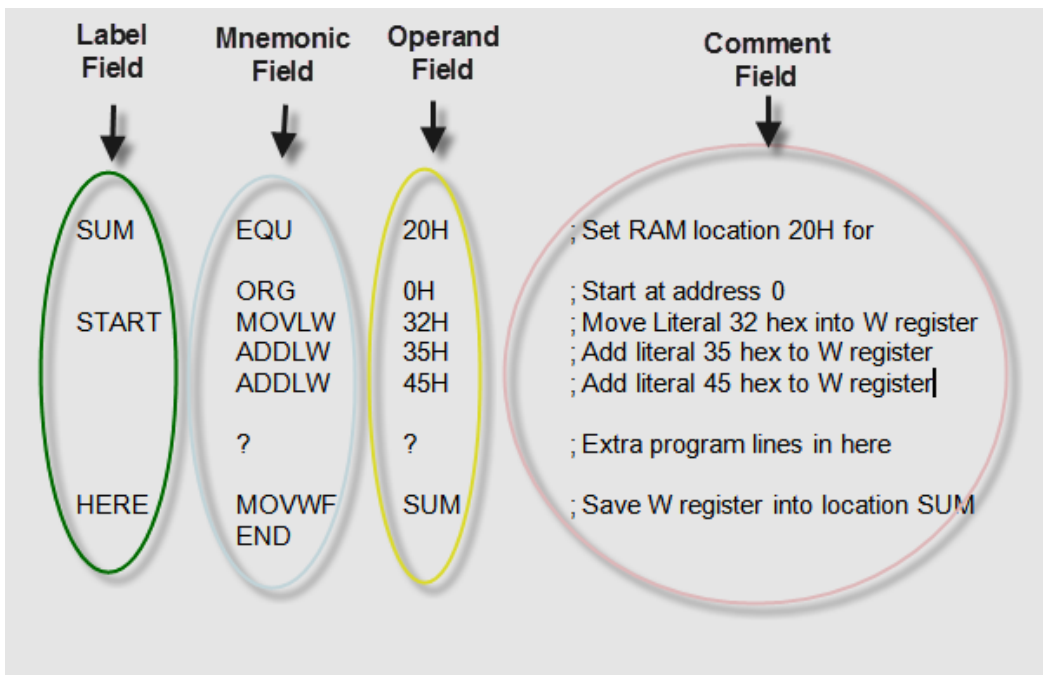 Label Field
Mnemonic Field
Operand Field
Comment Field
SUM EQU 20H ; Set RAM location 20H for
ORG 0H ; Start at address 0
START MOVLW 32H ; Move Literal 32 hex into W register
ADDLW 35H ; Add literal 35 hex to W register
ADDLW 45H ; Add literal 45 hex to W register
? ? ; Extra program lines in here
HERE MOVWF SUM ; Save W register into location SUM
END